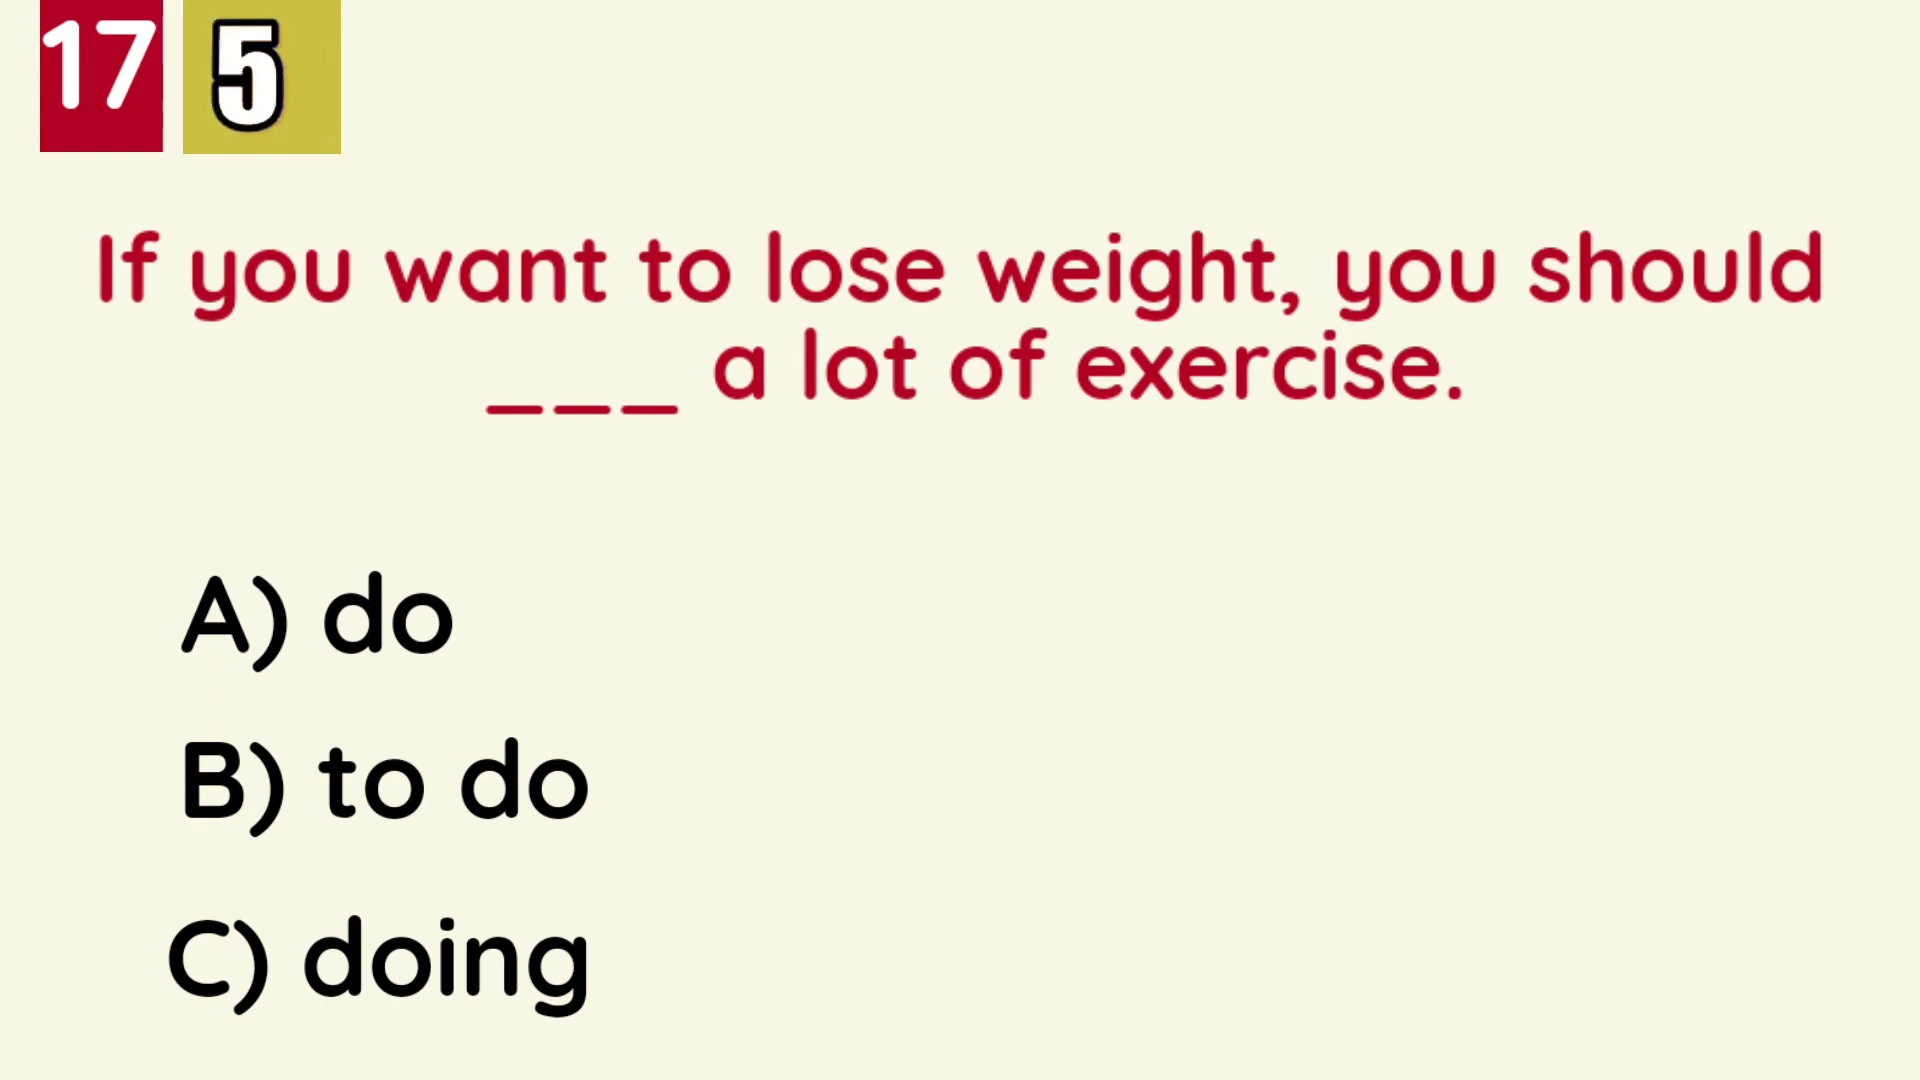 17 5
If you want to lose weight, you should
___ a lot of exercise.
A) do
B) to do
C) doing